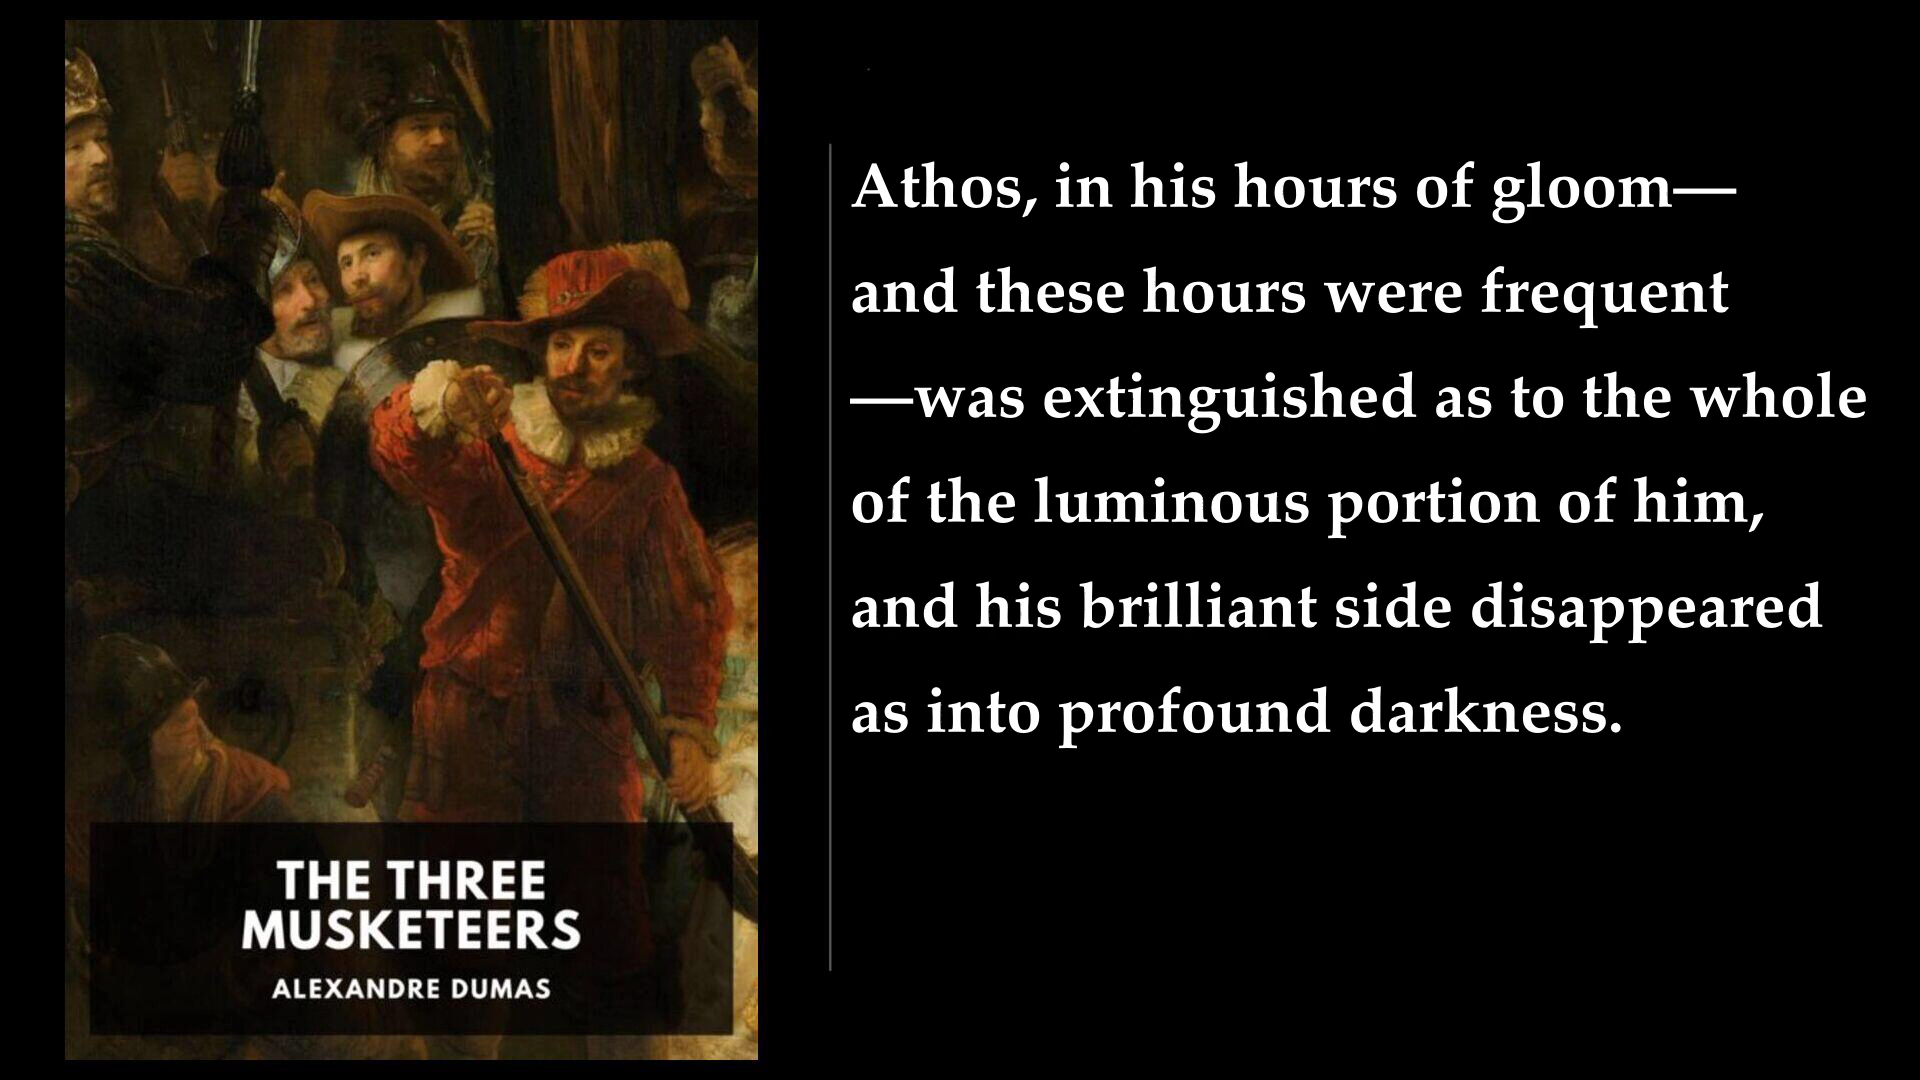 THE THREE
MUSKETEERS
ALEXANDRE DUMAS
Athos, in his hours of gloom—
and these hours were frequent
—was extinguished as to the whole
of the luminous portion of him,
and his brilliant side disappeared
as into profound darkness.